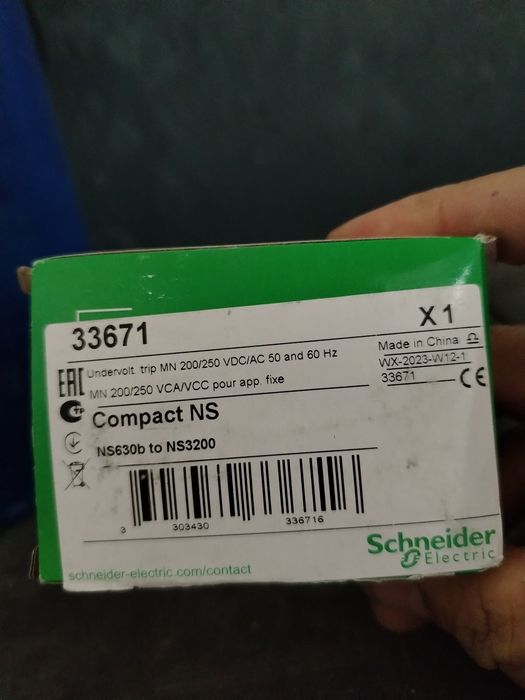 33671
X1
Undervolt. trip MN 200/250 VDC/AC 50 and 60 Hz
MN 200/250 VCA/VCC pour app. fixe
Made in China
WX-2023-W12-1
33671
CE
EAC
Compact NS
NS630b to NS3200
3 303430 336716
Schneider
Electric
schneider-electric.com/contact